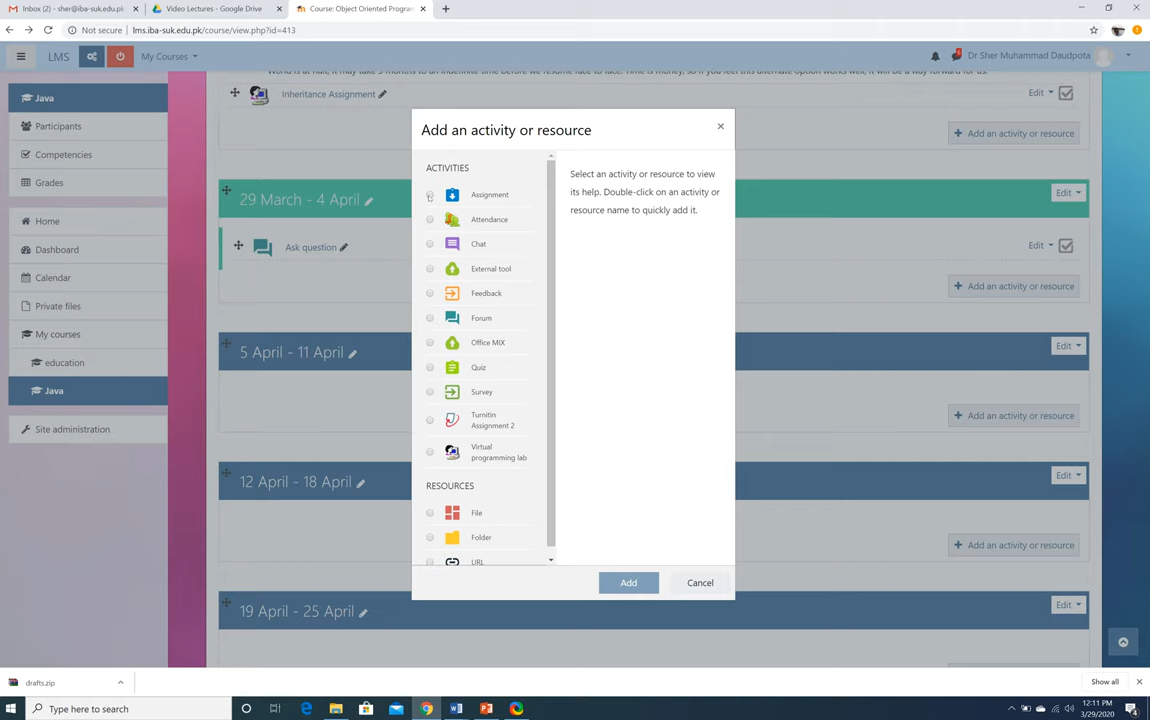 Inbox (2) - sher@iba-suk.edu.pk
Video Lectures - Google Drive
Course: Object Oriented Progra
Not secure | lms.iba-suk.edu.pk/course/view.php?id=413
LMS
My Courses
Dr Sher Muhammad Daudpota
World is at halt, it may take 3 months to an indefinite time before we resume face to face. Time is money, so if you feel this alternate option works well, it will be a way forward for us.
Java
Participants
Competencies
Grades
Home
Dashboard
Calendar
Private files
My courses
education
Java
Site administration
Inheritance Assignment
Edit
+ Add an activity or resource
29 March - 4 April
Edit
Ask question
Edit
+ Add an activity or resource
5 April - 11 April
Edit
+ Add an activity or resource
12 April - 18 April
Edit
+ Add an activity or resource
19 April - 25 April
Edit
Add an activity or resource
×
ACTIVITIES
Assignment
Attendance
Chat
External tool
Feedback
Forum
Office MIX
Quiz
Survey
Turnitin
Assignment 2
Virtual
programming lab
RESOURCES
File
Folder
URL
Select an activity or resource to view
its help. Double-click on an activity or
resource name to quickly add it.
Add
Cancel
drafts.zip
Show all
Type here to search
12:11 PM
3/29/2020
4